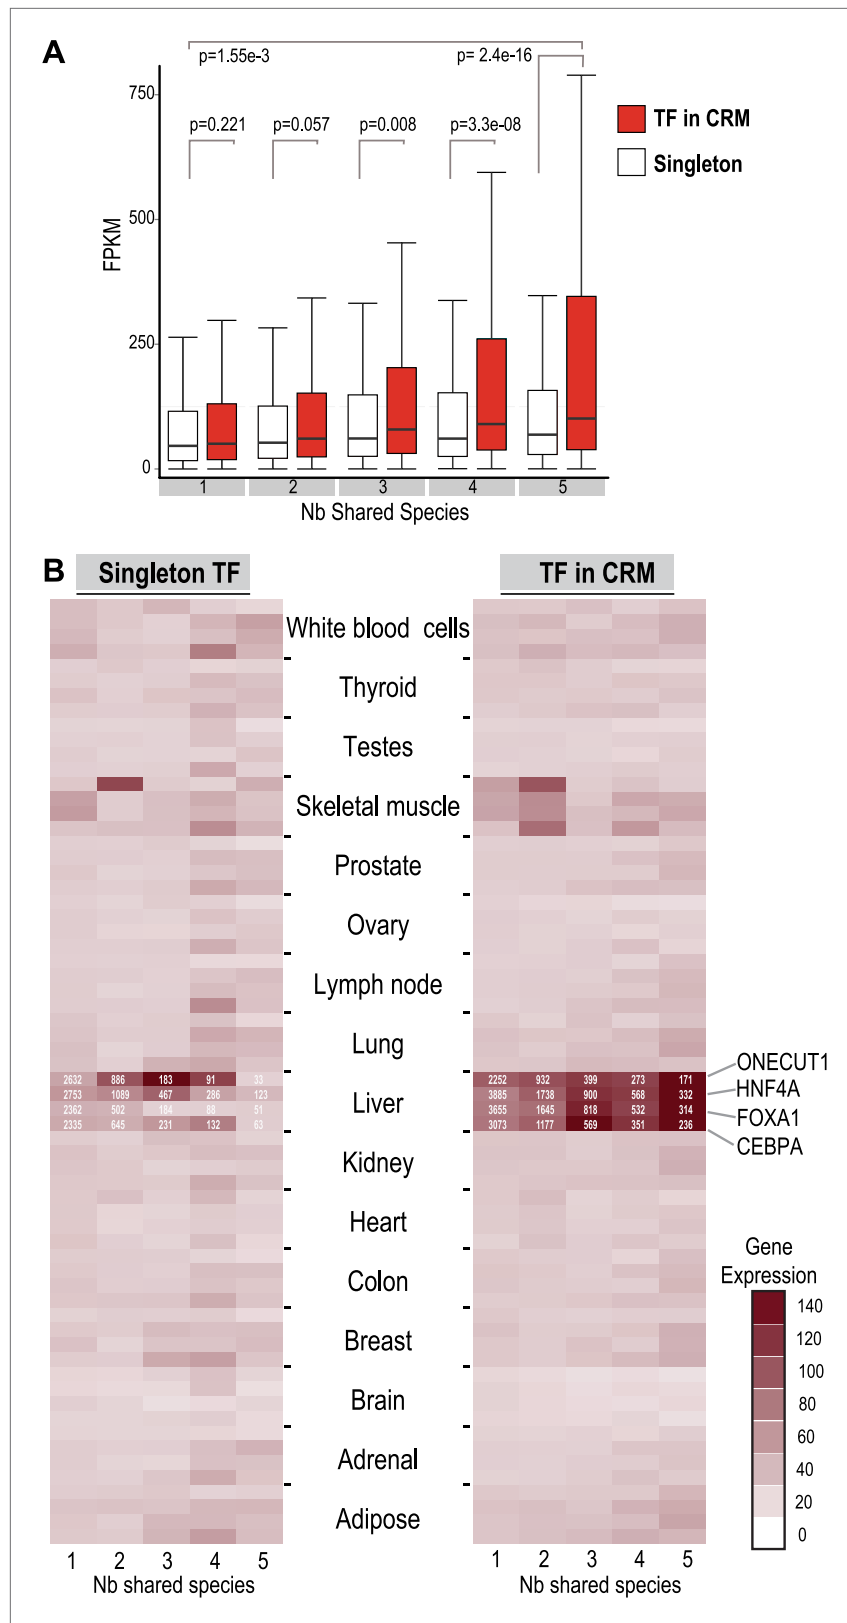 A
p=1.55e-3
p= 2.4e-16
750
p=0.221
p=0.057
p=0.008
p=3.3e-08
TF in CRM
Singleton
500
FPKM
250
0
1 2 3 4 5
Nb Shared Species
B
Singleton TF
TF in CRM
White blood cells
Thyroid
Testes
Skeletal muscle
Prostate
Ovary
Lymph node
Lung
Liver
2632 886 183 91 33
2753 1089 467 286 123
2362 502 184 88 51
2335 645 231 132 63
2252 932 399 273 171
3885 1738 900 568 332
3655 1645 818 532 314
3073 1177 569 351 236
ONECUT1
HNF4A
FOXA1
CEBPA
Kidney
Heart
Colon
Breast
Brain
Adrenal
Adipose
Gene
Expression
140
120
100
80
60
40
20
0
1 2 3 4 5
Nb shared species
1 2 3 4 5
Nb shared species